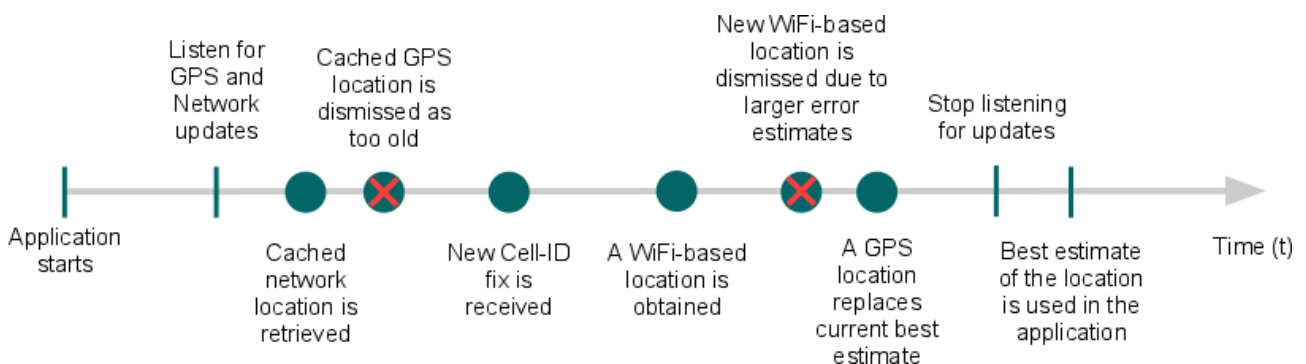 Application
starts
Listen for
GPS and
Network
updates
Cached
network
location is
retrieved
Cached GPS
location is
dismissed as
too old
New Cell-ID
fix is
received
A WiFi-based
location is
obtained
New WiFi-based
location is
dismissed due to
larger error
estimates
A GPS
location
replaces
current best
estimate
Stop listening
for updates
Best estimate
of the location
is used in the
application
Time (t)